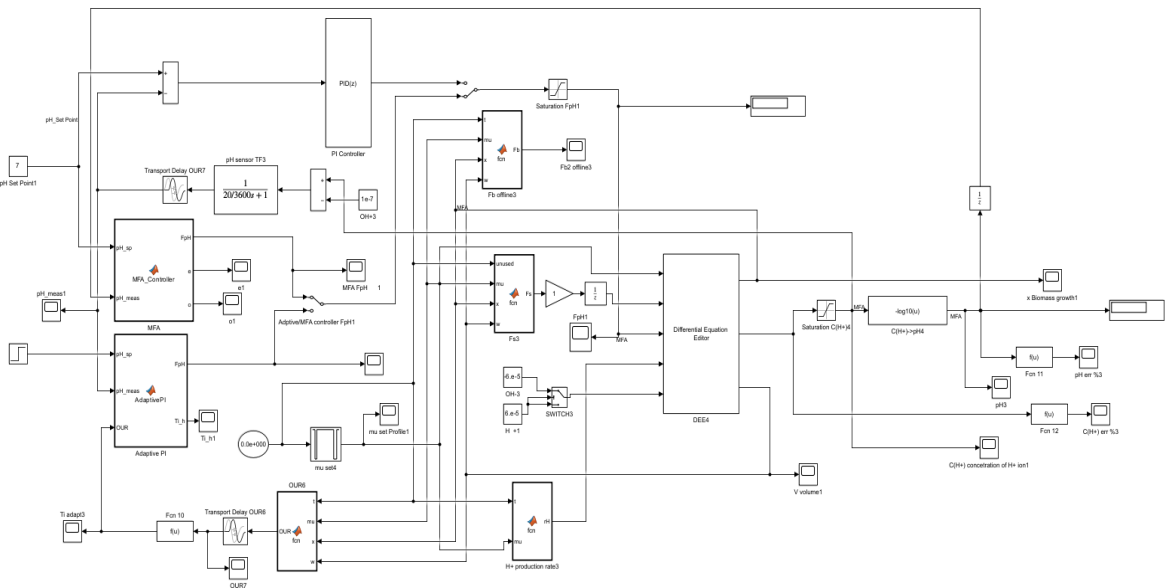 PID(z)
PI Controller
pH_Set Point
7
pH Set Point1
Saturation FpH1
t
mu
x
w
fcn
Fb
Fb offline3
Fb2 offline3
Transport Delay OUR7
pH sensor TF3
1
20/3600z+1
1e-7
OH+3
MFA
1
z
pH_sp
pH_meas
FpH
e
o
MFA_Controller
MFA
e1
o1
MFA FpH 1
pH_meas1
Adptive/MFA controller FpH1
unused
mu
x
w
fcn
Fs
Fs3
1
1
z
FpH1
MFA
Differential Equation
Editor
DEE4
x Biomass growth1
Saturation C(H+)4
MFA
-log10(u)
C(H+)->pH4
MFA
f(u)
Fcn 11
pH err %3
pH3
f(u)
Fcn 12
C(H+) err %3
C(H+) concetration of H+ ion1
V volume1
pH_sp
pH_meas
OUR
FpH
Ti_h
AdaptivePI
Adaptive PI
Ti_h1
-6.e-5
OH-3
6.e-5
H +1
SWITCH3
0.0e+000
mu set4
mu set Profile1
OUR6
t
mu
x
w
OUR
fcn
Transport Delay OUR6
OUR7
Fcn 10
f(u)
Ti adapt3
t
mu
fcn
rH
H+ production rate3